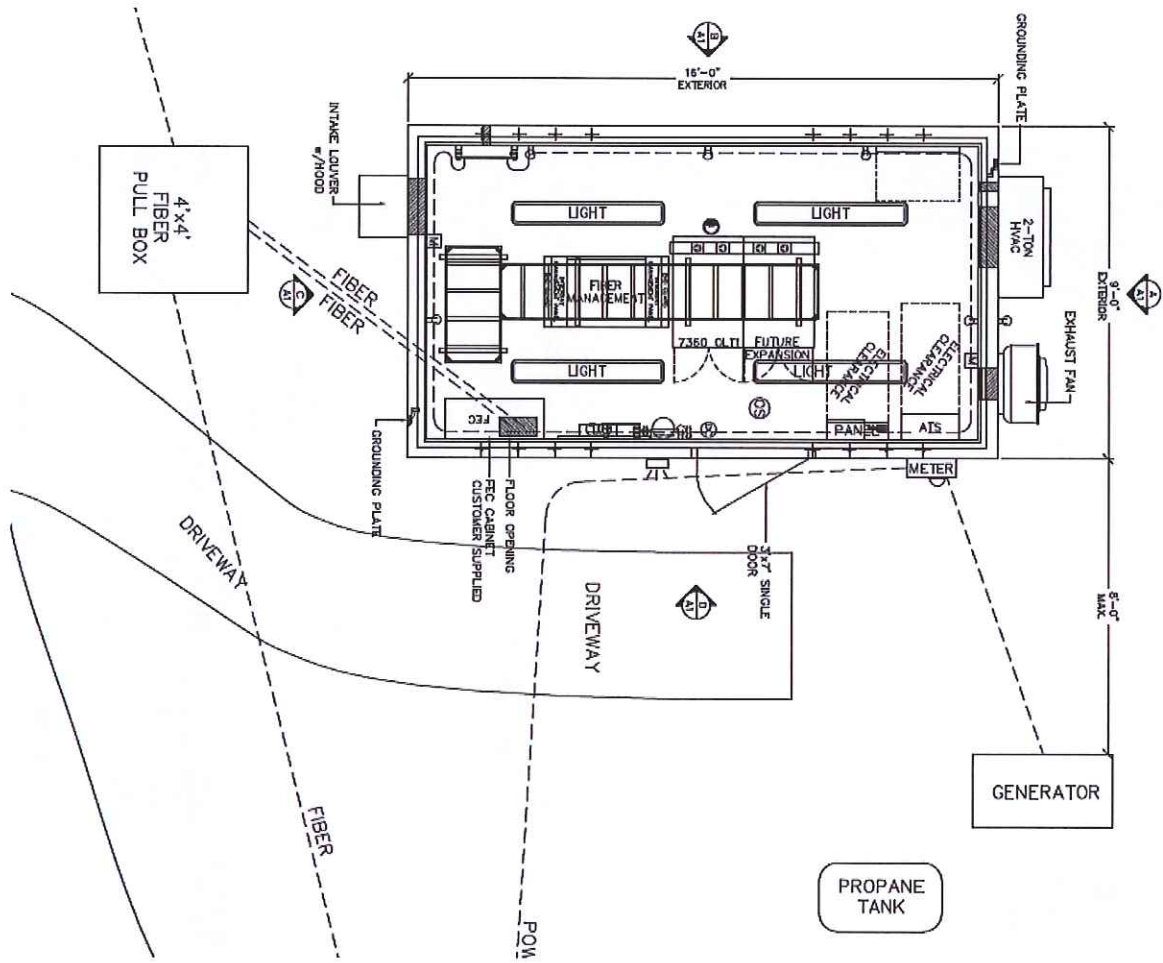 B
A1
GROUNDING PLATE
16'-0"
EXTERIOR
INTAKE LOUVER
w/HOOD
4'x4'
FIBER
PULL BOX
LIGHT
LIGHT
2-TON
HVAC
9'-0"
EXTERIOR
A
A1
C
A1
FIBER
FIBER
FIBER
MANAGEMENT
7360 OLT1
FUTURE
EXPANSION
EXHAUST FAN
ELECTRICAL
CLEARANCE
ELECTRICAL
CLEARANCE
LIGHT
LIGHT
M
M
FEC
PANEL
ATS
METER
GROUNDING PLATE
FLOOR OPENING
FEC CABINET
CUSTOMER SUPPLIED
3'x7' SINGLE
DOOR
8'-0"
MAX.
DRIVEWAY
DRIVEWAY
D
A1
FIBER
GENERATOR
PROPANE
TANK
POW